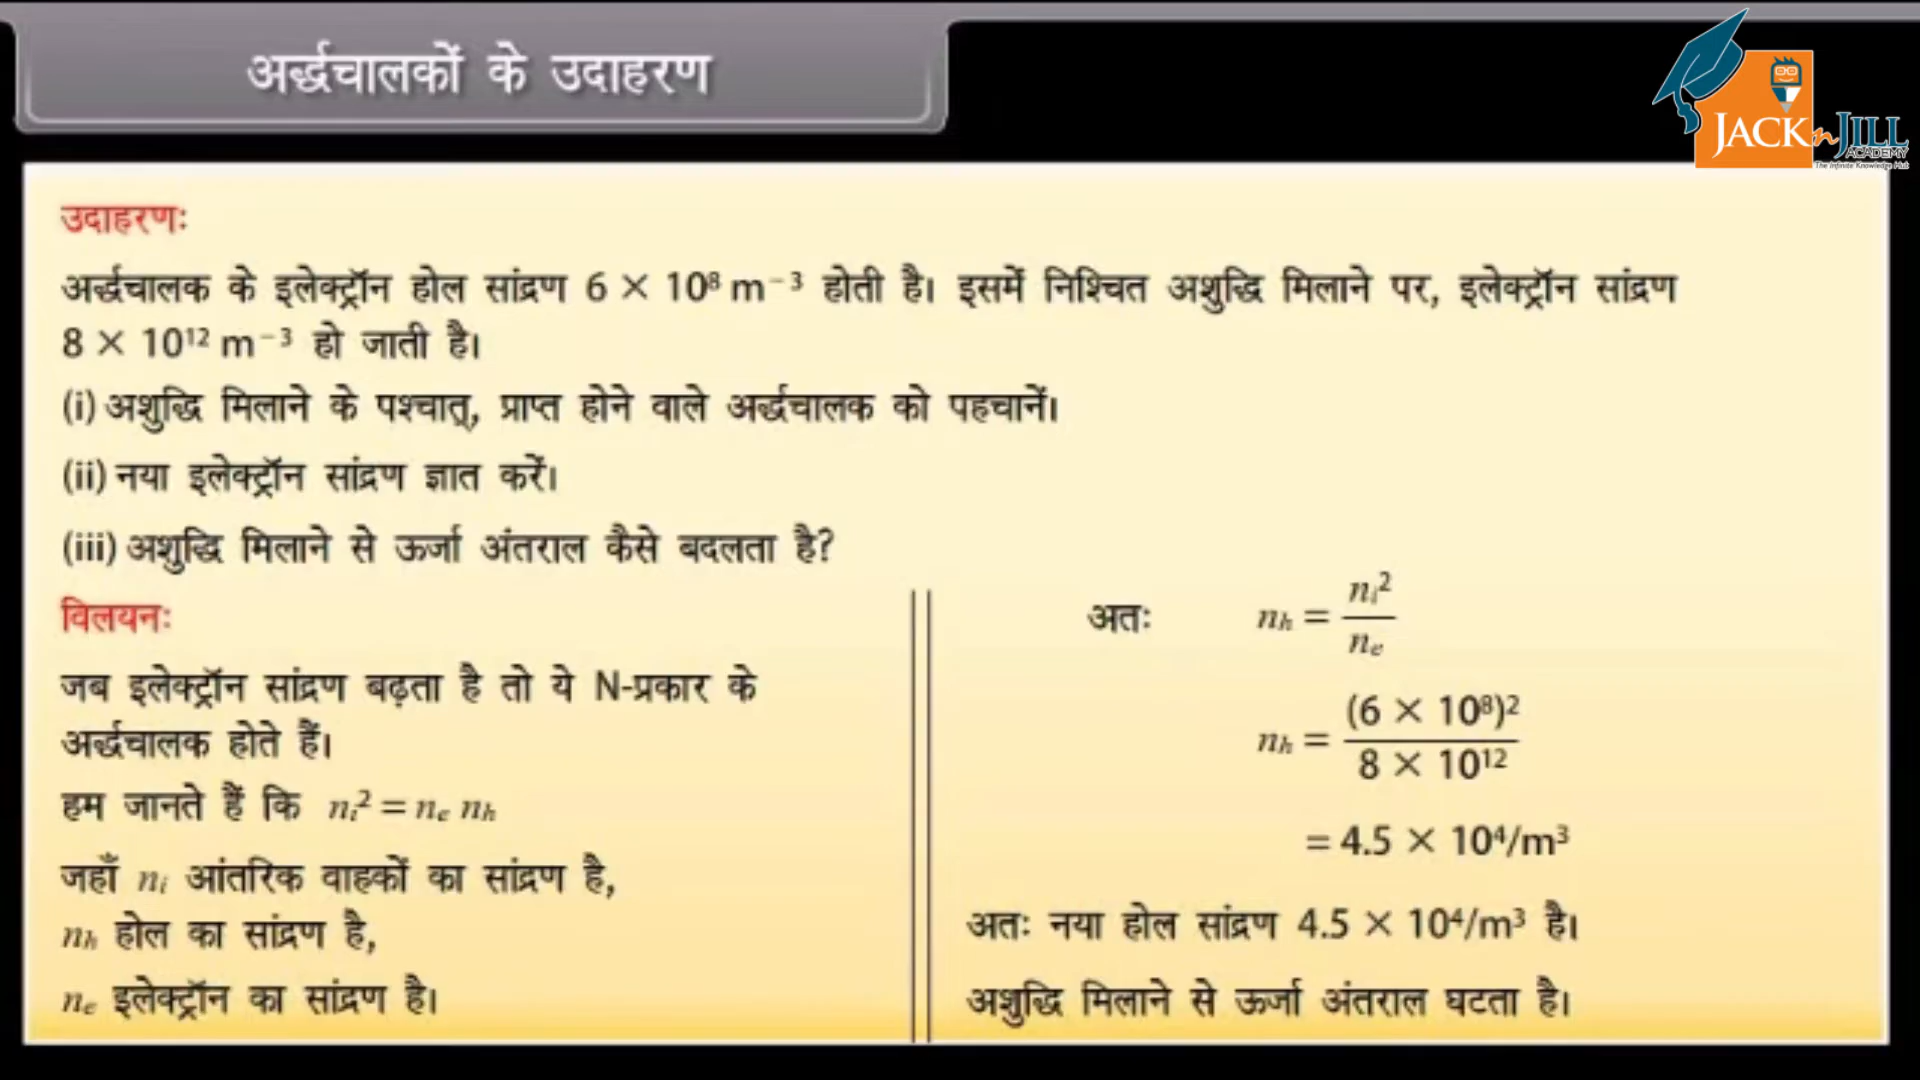 अर्द्धचालकों के उदाहरण
JACK n JILL
ACADEMY
The Infinite Knowledge Hub
उदाहरणः
अर्द्धचालक के इलेक्ट्रॉन होल सांद्रण 6 × 10⁸ m⁻³ होती है। इसमें निश्चित अशुद्धि मिलाने पर, इलेक्ट्रॉन सांद्रण
8 × 10¹² m⁻³ हो जाती है।
(i) अशुद्धि मिलाने के पश्चात्, प्राप्त होने वाले अर्द्धचालक को पहचानें।
(ii) नया इलेक्ट्रॉन सांद्रण ज्ञात करें।
(iii) अशुद्धि मिलाने से ऊर्जा अंतराल कैसे बदलता है?
विलयनः
जब इलेक्ट्रॉन सांद्रण बढ़ता है तो ये N-प्रकार के
अर्द्धचालक होते हैं।
हम जानते हैं कि nᵢ² = nₑ nₕ
जहाँ nᵢ आंतरिक वाहकों का सांद्रण है,
nₕ होल का सांद्रण है,
nₑ इलेक्ट्रॉन का सांद्रण है।
अतः nₕ = nᵢ² / nₑ
nₕ = (6 × 10⁸)² / 8 × 10¹²
= 4.5 × 10⁴/m³
अतः नया होल सांद्रण 4.5 × 10⁴/m³ है।
अशुद्धि मिलाने से ऊर्जा अंतराल घटता है।